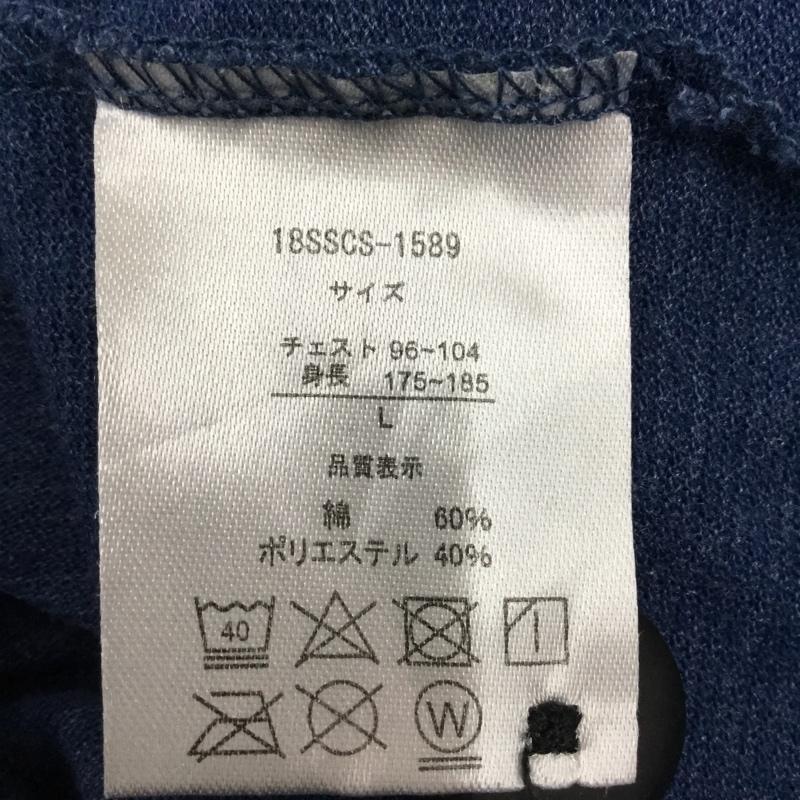 18SSCS-1589
サイズ
チェスト 96~104
身長 175~185
L
品質表示
綿 60%
ポリエステル 40%
40
W